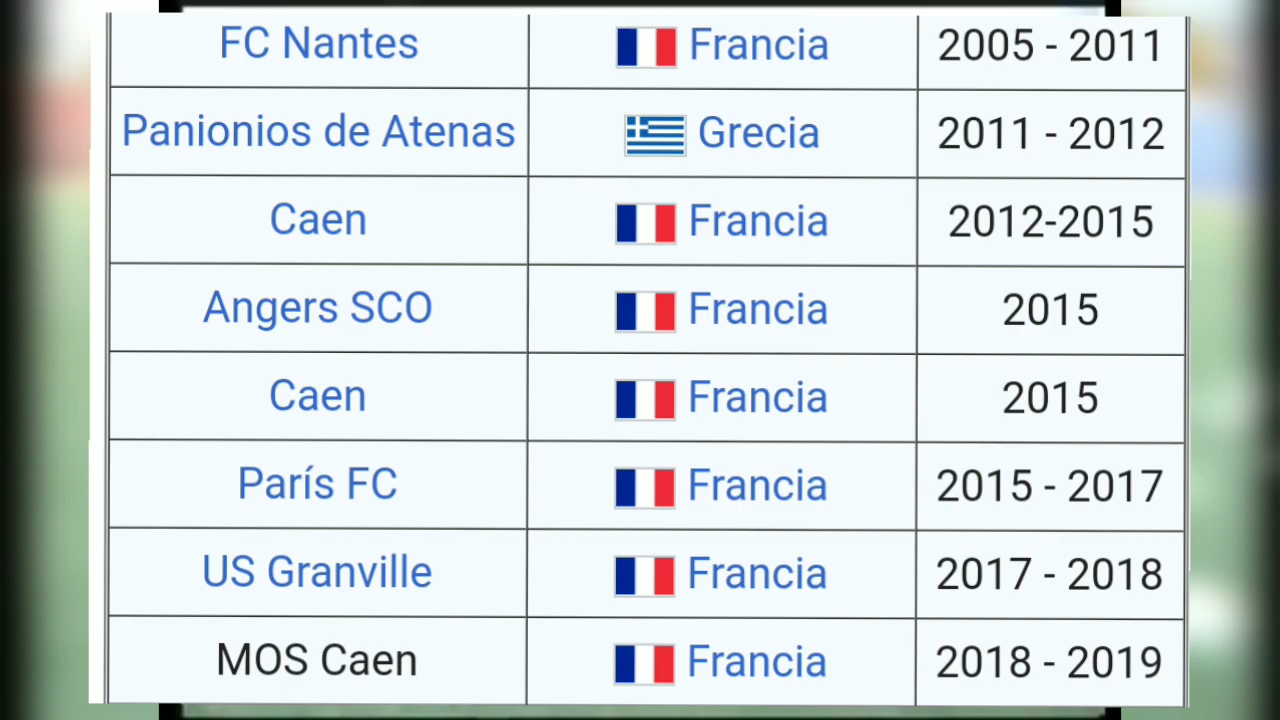 FC Nantes Francia 2005 - 2011
Panionios de Atenas Grecia 2011 - 2012
Caen Francia 2012-2015
Angers SCO Francia 2015
Caen Francia 2015
París FC Francia 2015 - 2017
US Granville Francia 2017 - 2018
MOS Caen Francia 2018 - 2019